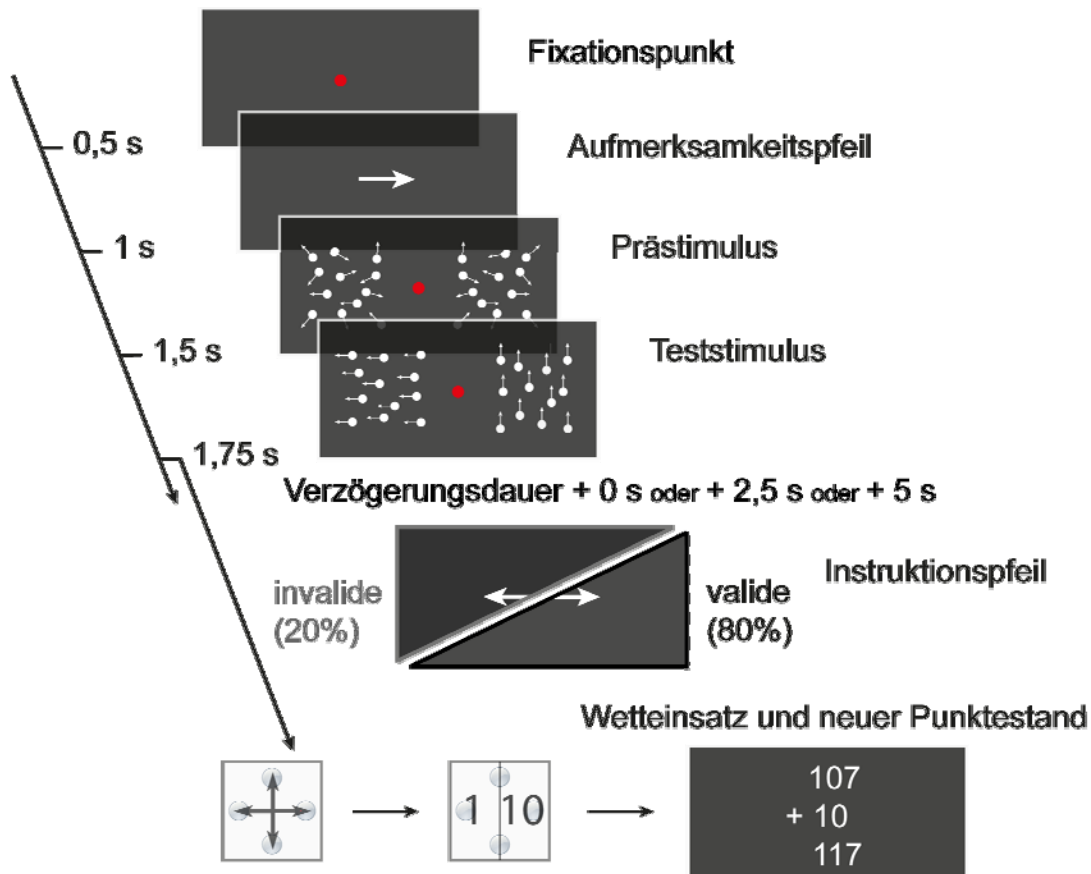 Fixationspunkt
0,5 s
Aufmerksamkeitspfeil
1 s
Prästimulus
1,5 s
Teststimulus
1,75 s
Verzögerungsdauer + 0 s oder + 2,5 s oder + 5 s
Instruktionspfeil
invalide
(20%)
valide
(80%)
Wetteinsatz und neuer Punktestand
1 10
107
+ 10
117